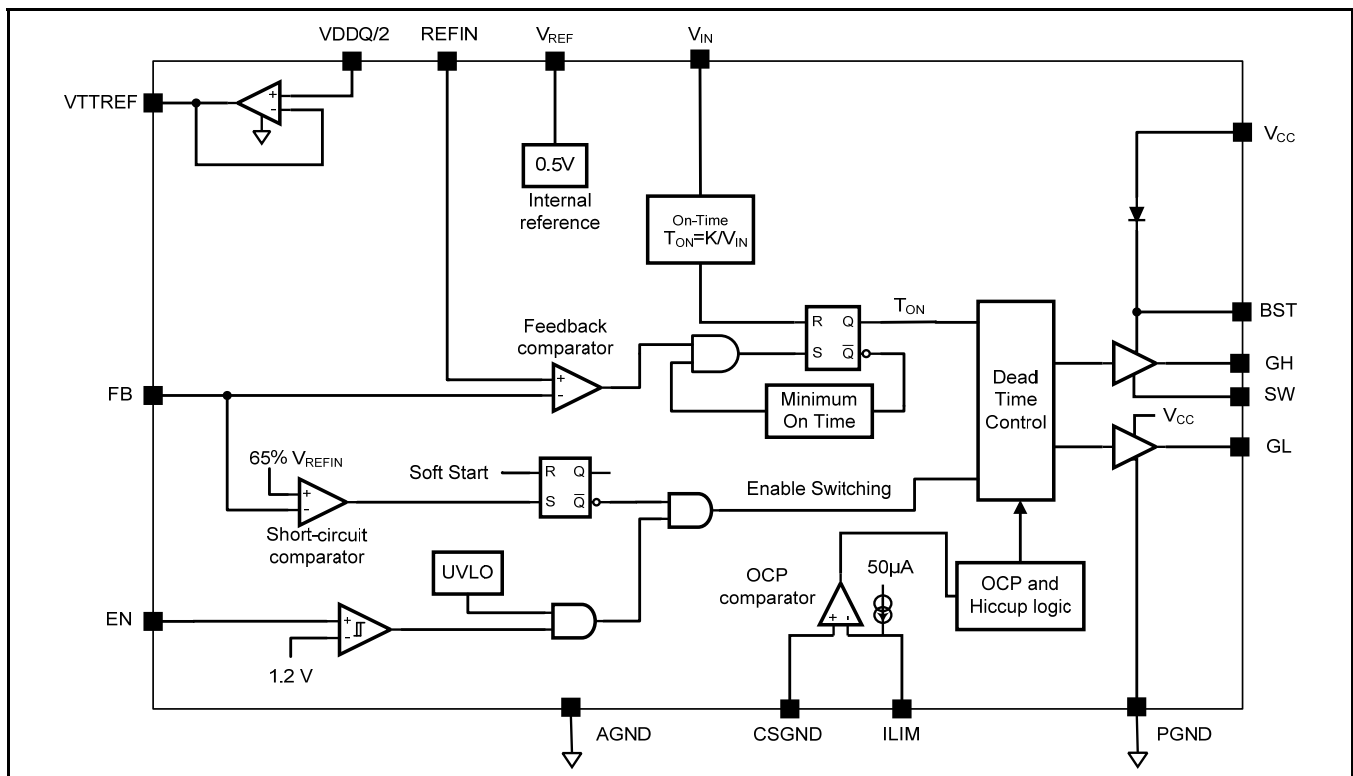 VDDQ/2
REFIN
VREF
VIN
VTTREF
+
-
VCC
0.5V
Internal
reference
On-Time
TON=K/VIN
R Q
S Q̅
TON
Feedback
comparator
+
-
BST
GH
SW
GL
VCC
Dead
Time
Control
Minimum
On Time
FB
65% VREFIN
+
-
Short-circuit
comparator
Soft Start
R Q
S Q̅
Enable Switching
UVLO
EN
+
-
1.2 V
OCP
comparator
50µA
+ -
OCP and
Hiccup logic
AGND
CSGND
ILIM
PGND